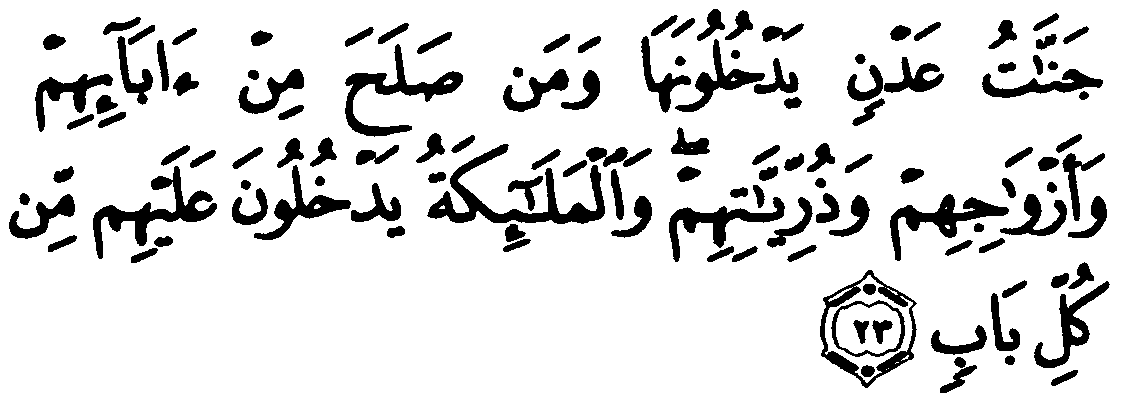 جَنَّٰتُ عَدْنٍ يَدْخُلُونَهَا وَمَن صَلَحَ مِنْ ءَابَآئِهِمْ
وَأَزْوَٰجِهِمْ وَذُرِّيَّٰتِهِمْ ۖ وَٱلْمَلَٰٓئِكَةُ يَدْخُلُونَ عَلَيْهِم مِّن
كُلِّ بَابٍ ٢٣